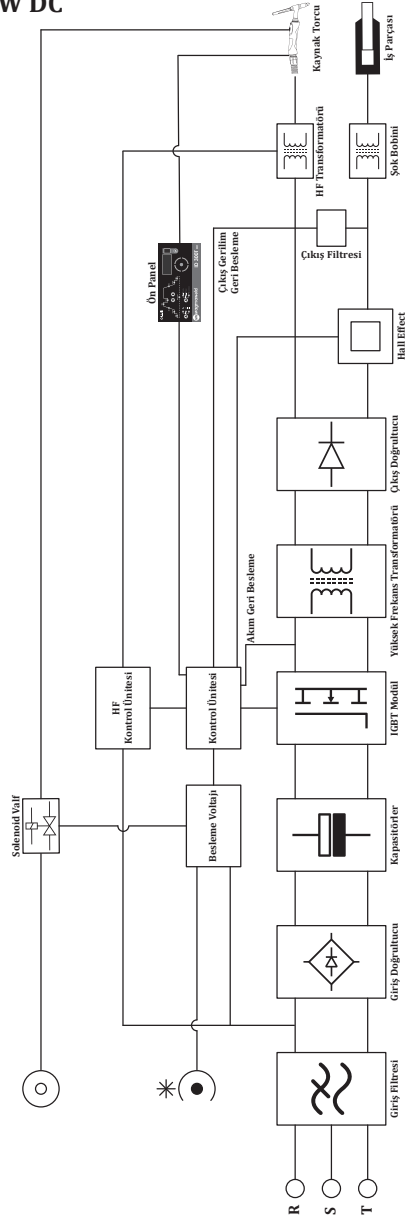 W DC
Kaynak Torcu
İş Parçası
HF Transformatörü
Şok Bobini
Ön Panel
Çıkış Gerilim
Geri Besleme
Çıkış Filtresi
Hall Effect
Çıkış Doğrultucu
Yüksek Frekans Transformatörü
Akım Geri Besleme
HF
Kontrol Ünitesi
Kontrol Ünitesi
IGBT Modül
Solenoid Valf
Besleme Voltajı
Kapasitörler
Giriş Doğrultucu
Giriş Filtresi
R
S
T